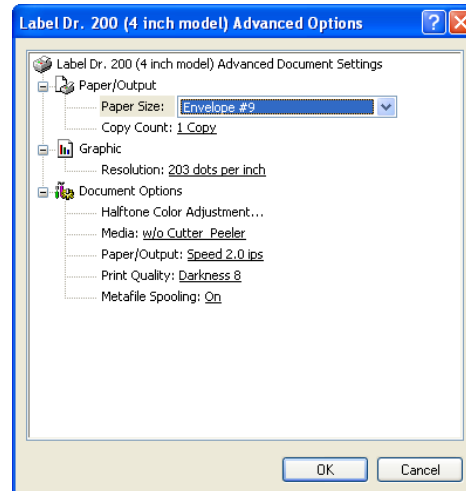 Label Dr. 200 (4 inch model) Advanced Options
Label Dr. 200 (4 inch model) Advanced Document Settings
Paper/Output
Paper Size: Envelope #9
Copy Count: 1 Copy
Graphic
Resolution: 203 dots per inch
Document Options
Halftone Color Adjustment...
Media: w/o Cutter_Peeler
Paper/Output: Speed 2.0 ips
Print Quality: Darkness 8
Metafile Spooling: On
OK Cancel